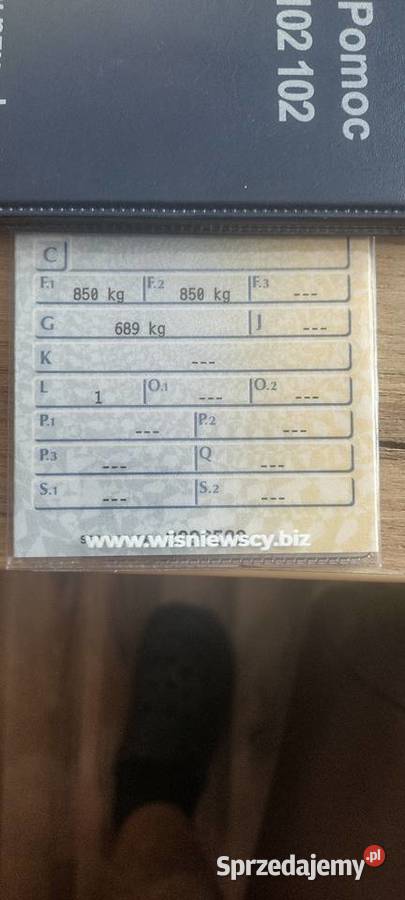 Pomoc
102 102
C
F.1 850 kg F.2 850 kg F.3 ---
G 689 kg J ---
K ---
L 1 O.1 --- O.2 ---
P.1 --- P.2 ---
P.3 --- Q ---
S.1 --- S.2 ---
www.wisniewscy.biz
Sprzedajemy.pl